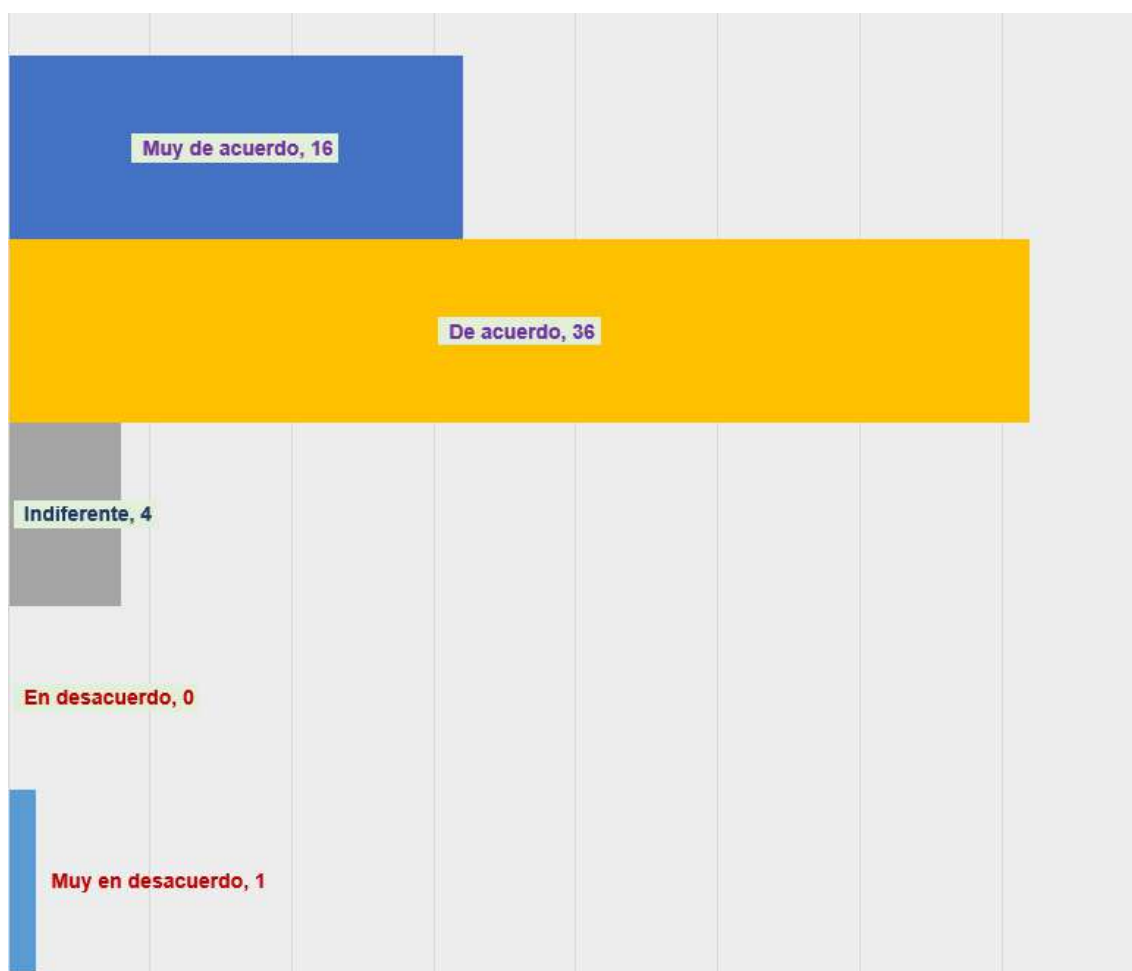 Muy de acuerdo, 16
De acuerdo, 36
Indiferente, 4
En desacuerdo, 0
Muy en desacuerdo, 1